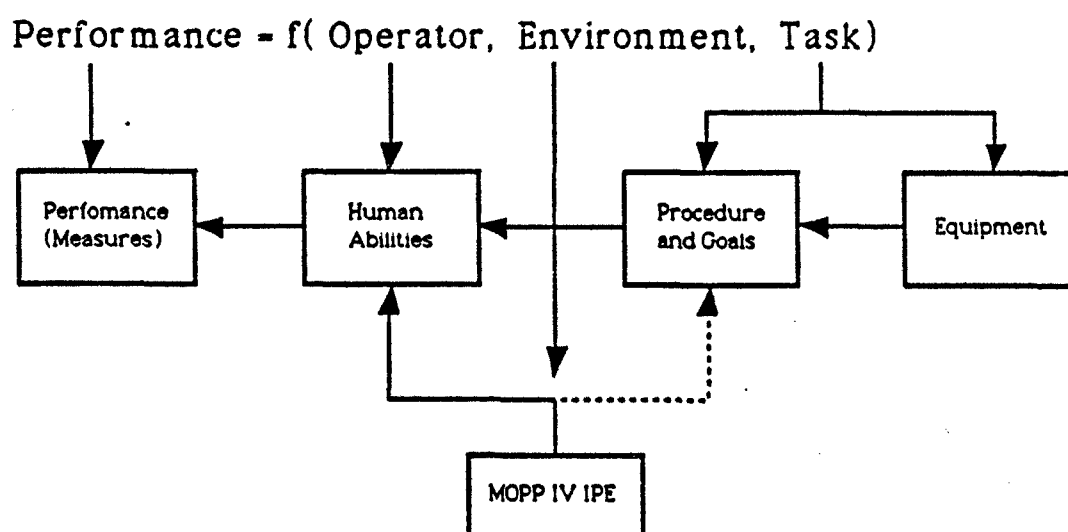 Performance = f( Operator, Environment, Task)
Perfomance
(Measures)
Human
Abilities
Procedure
and Goals
Equipment
MOPP IV IPE